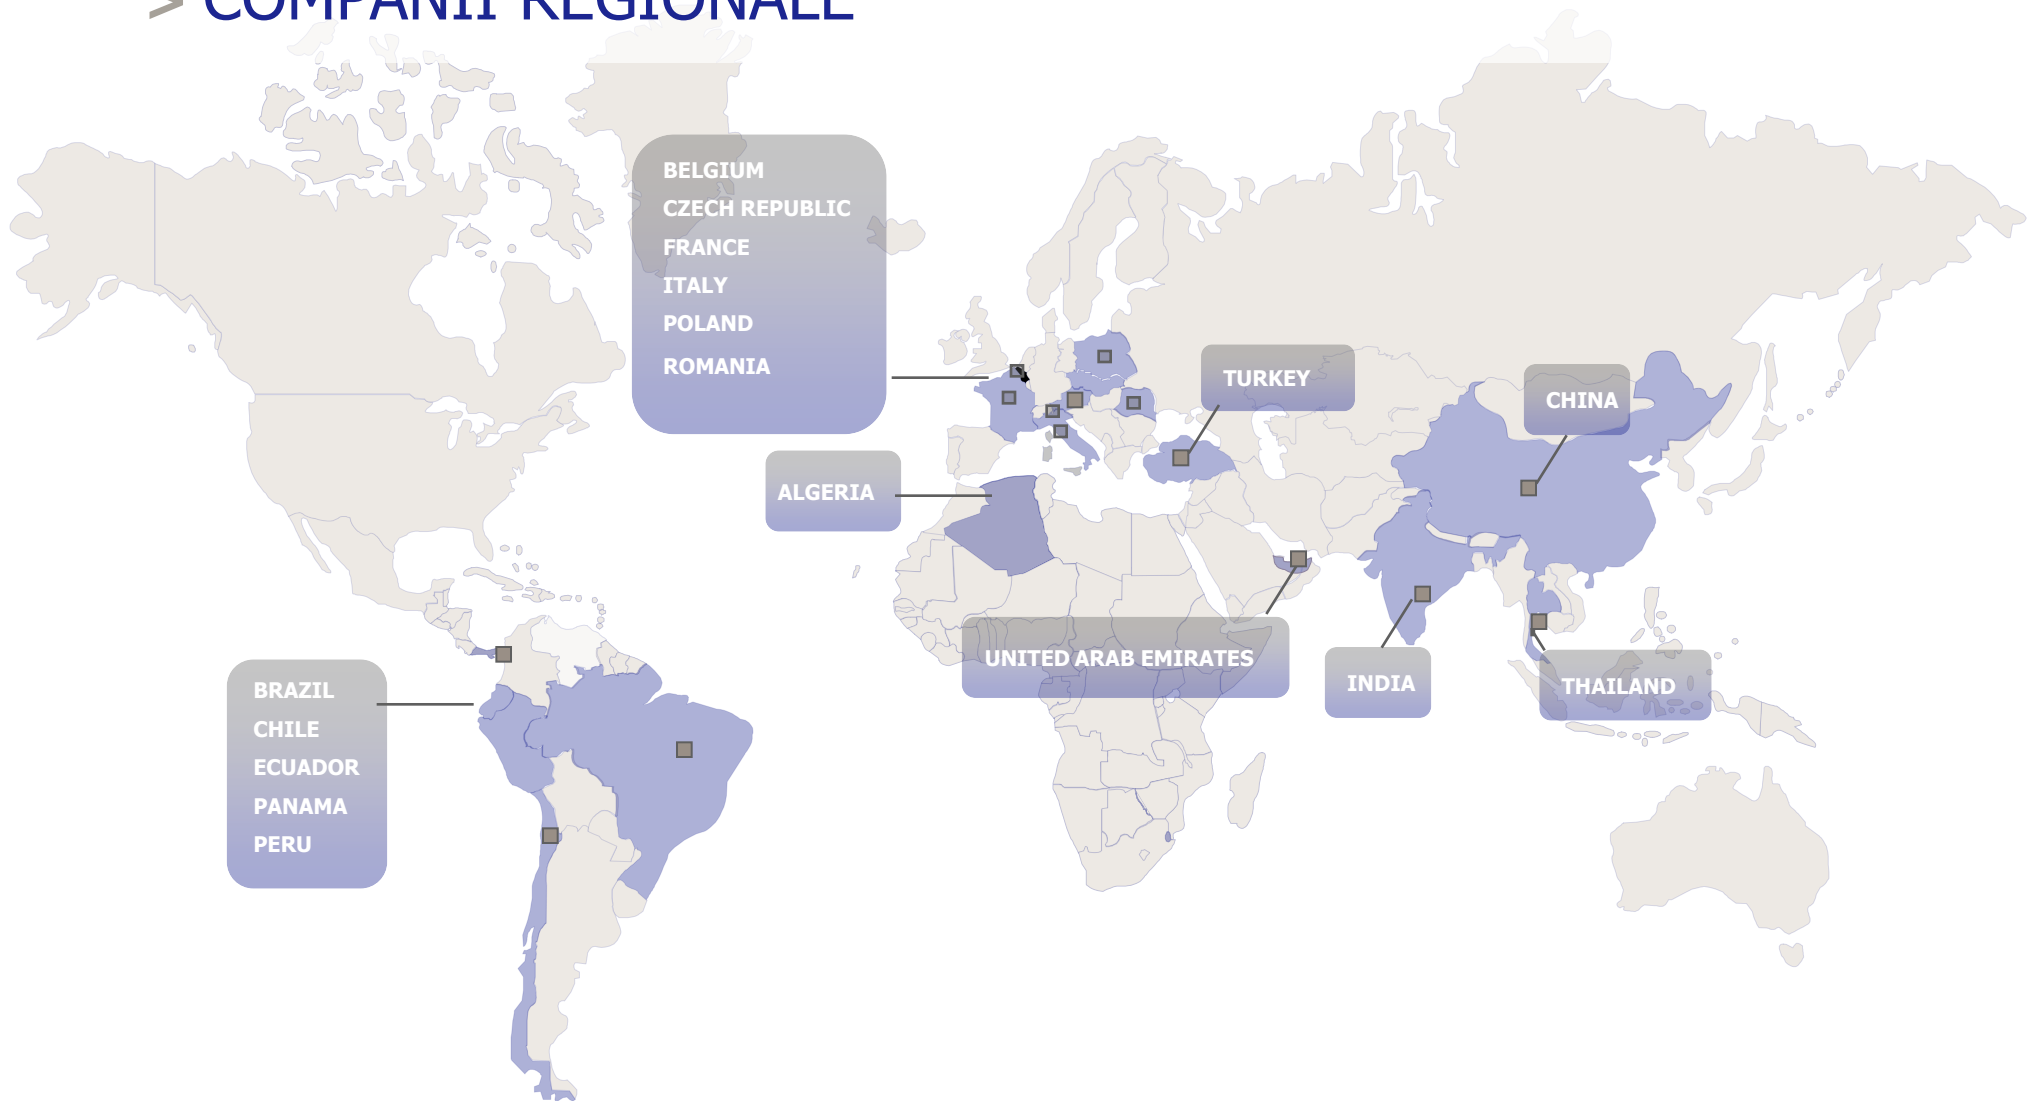 > COMPANII REGIONALE
BELGIUM
CZECH REPUBLIC
FRANCE
ITALY
POLAND
ROMANIA
TURKEY
CHINA
ALGERIA
UNITED ARAB EMIRATES
INDIA
THAILAND
BRAZIL
CHILE
ECUADOR
PANAMA
PERU